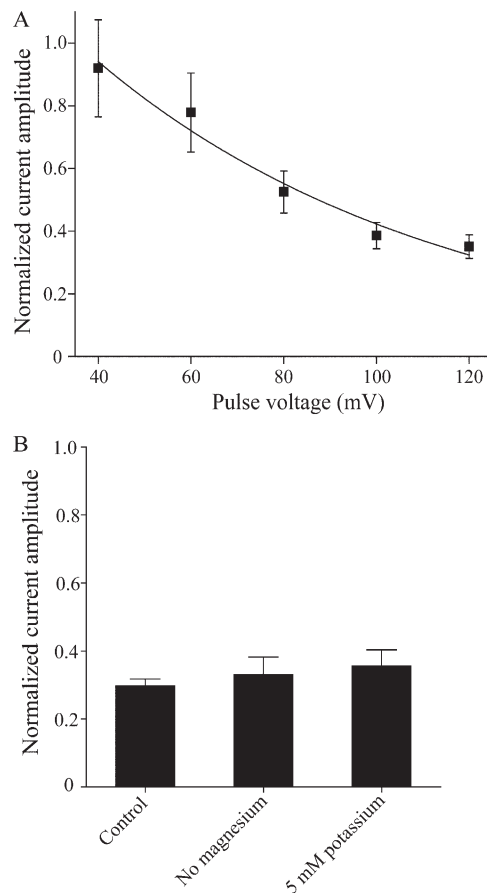 A
Normalized current amplitude
1.0
0.8
0.6
0.4
0.2
0
40 60 80 100 120
Pulse voltage (mV)
B
Normalized current amplitude
1.0
0.8
0.6
0.4
0.2
0
Control
No magnesium
5 mM potassium